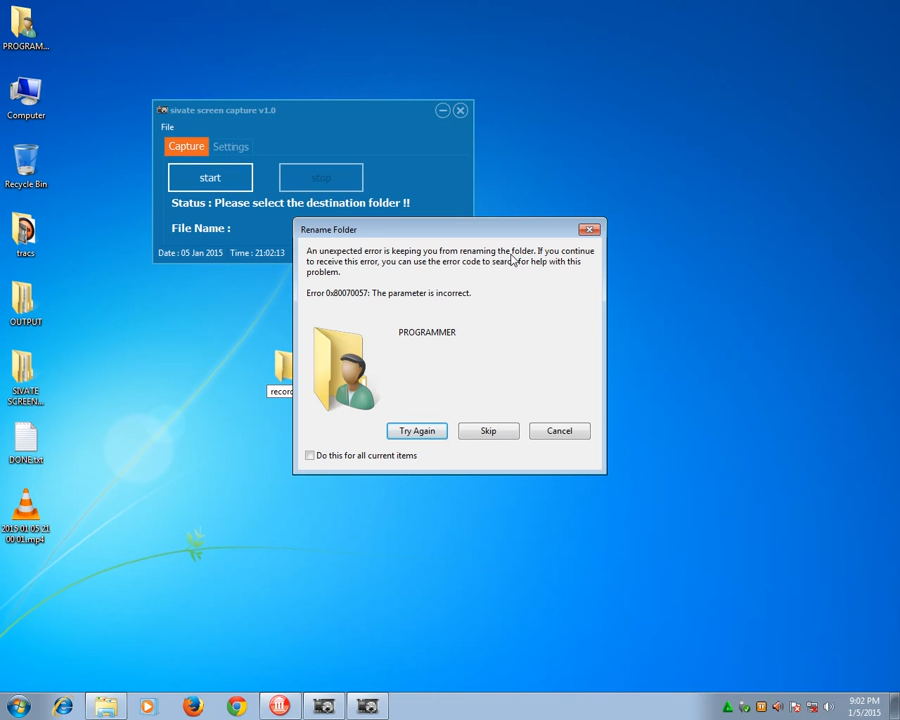 PROGRAM...
Computer
Recycle Bin
tracs
OUTPUT
SIVATE
SCREEN...
DONE.txt
2015 01 05 21
00 01.mp4
sivate screen capture v1.0
File
Capture Settings
start stop
Status : Please select the destination folder !!
File Name :
Date : 05 Jan 2015 Time : 21:02:13
Rename Folder
An unexpected error is keeping you from renaming the folder. If you continue
to receive this error, you can use the error code to search for help with this
problem.
Error 0x80070057: The parameter is incorrect.
PROGRAMMER
Try Again Skip Cancel
Do this for all current items
9:02 PM
1/5/2015